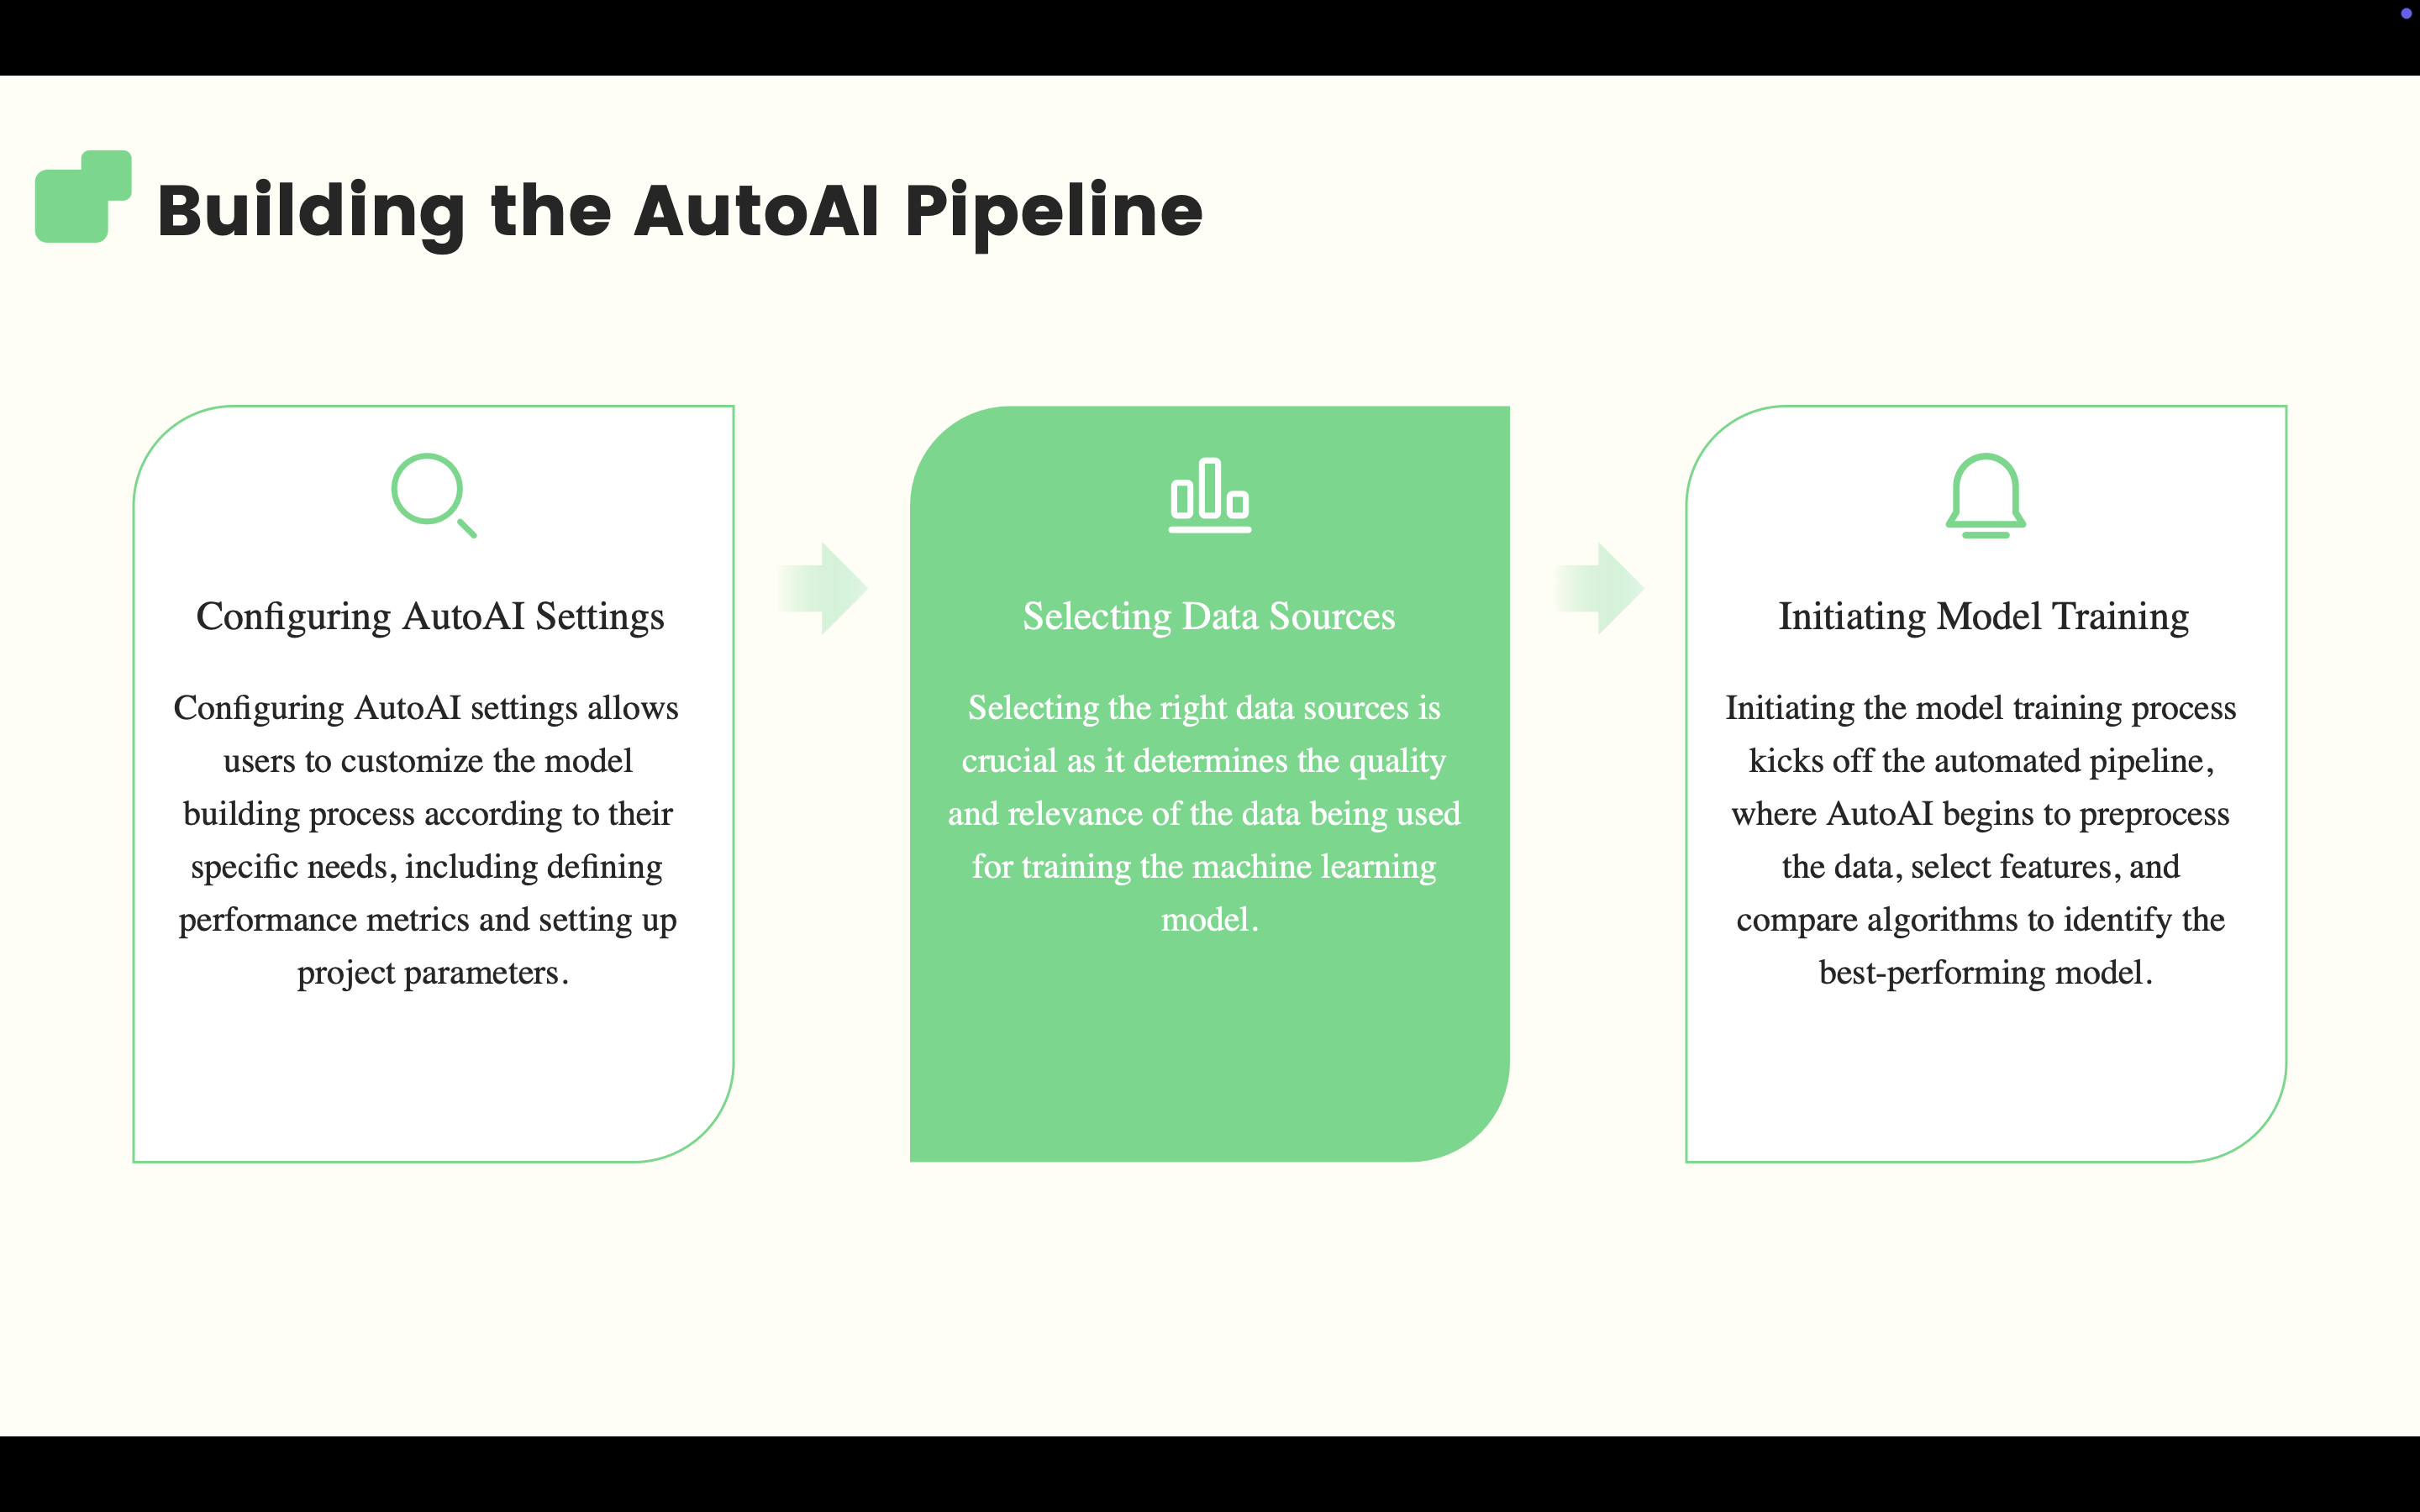 Building the AutoAI Pipeline
Configuring AutoAI Settings
Configuring AutoAI settings allows
users to customize the model
building process according to their
specific needs, including defining
performance metrics and setting up
project parameters.
Selecting Data Sources
Selecting the right data sources is
crucial as it determines the quality
and relevance of the data being used
for training the machine learning
model.
Initiating Model Training
Initiating the model training process
kicks off the automated pipeline,
where AutoAI begins to preprocess
the data, select features, and
compare algorithms to identify the
best-performing model.